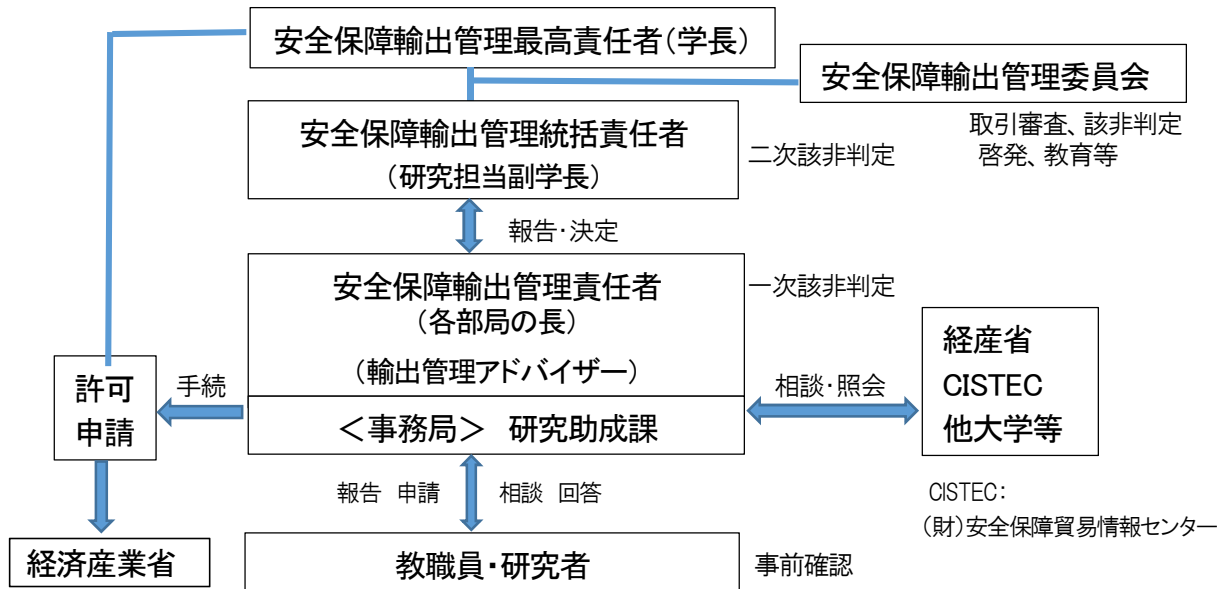 安全保障輸出管理最高責任者(学長)
安全保障輸出管理委員会
取引審査、該非判定
啓発、教育等
安全保障輸出管理統括責任者
(研究担当副学長)
二次該非判定
報告・決定
安全保障輸出管理責任者
(各部局の長)
(輸出管理アドバイザー)
一次該非判定
<事務局> 研究助成課
手続
許可
申請
相談・照会
経産省
CISTEC
他大学等
報告 申請
相談 回答
CISTEC:
(財)安全保障貿易情報センター
経済産業省
教職員・研究者
事前確認